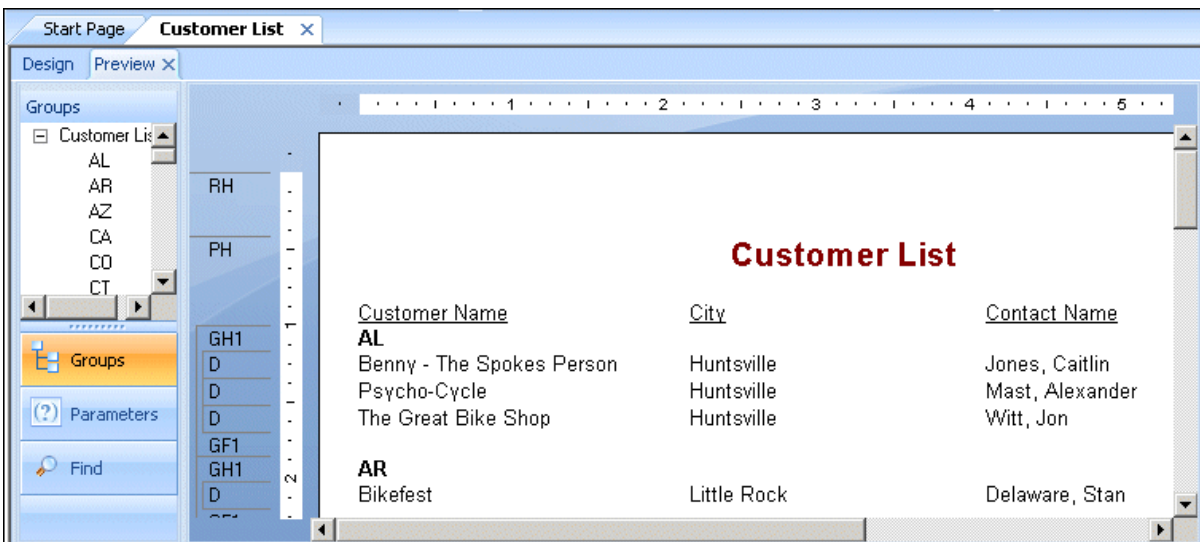 Start Page Customer List
Design Preview
Groups
Customer Lis
AL
AR
AZ
CA
CO
CT
Groups
Parameters
Find
1 2 3 4 5
RH
PH
GH1
D
D
D
GF1
GH1
D
GF1
1
2
Customer List
Customer Name City Contact Name
AL
Benny - The Spokes Person Huntsville Jones, Caitlin
Psycho-Cycle Huntsville Mast, Alexander
The Great Bike Shop Huntsville Witt, Jon
AR
Bikefest Little Rock Delaware, Stan